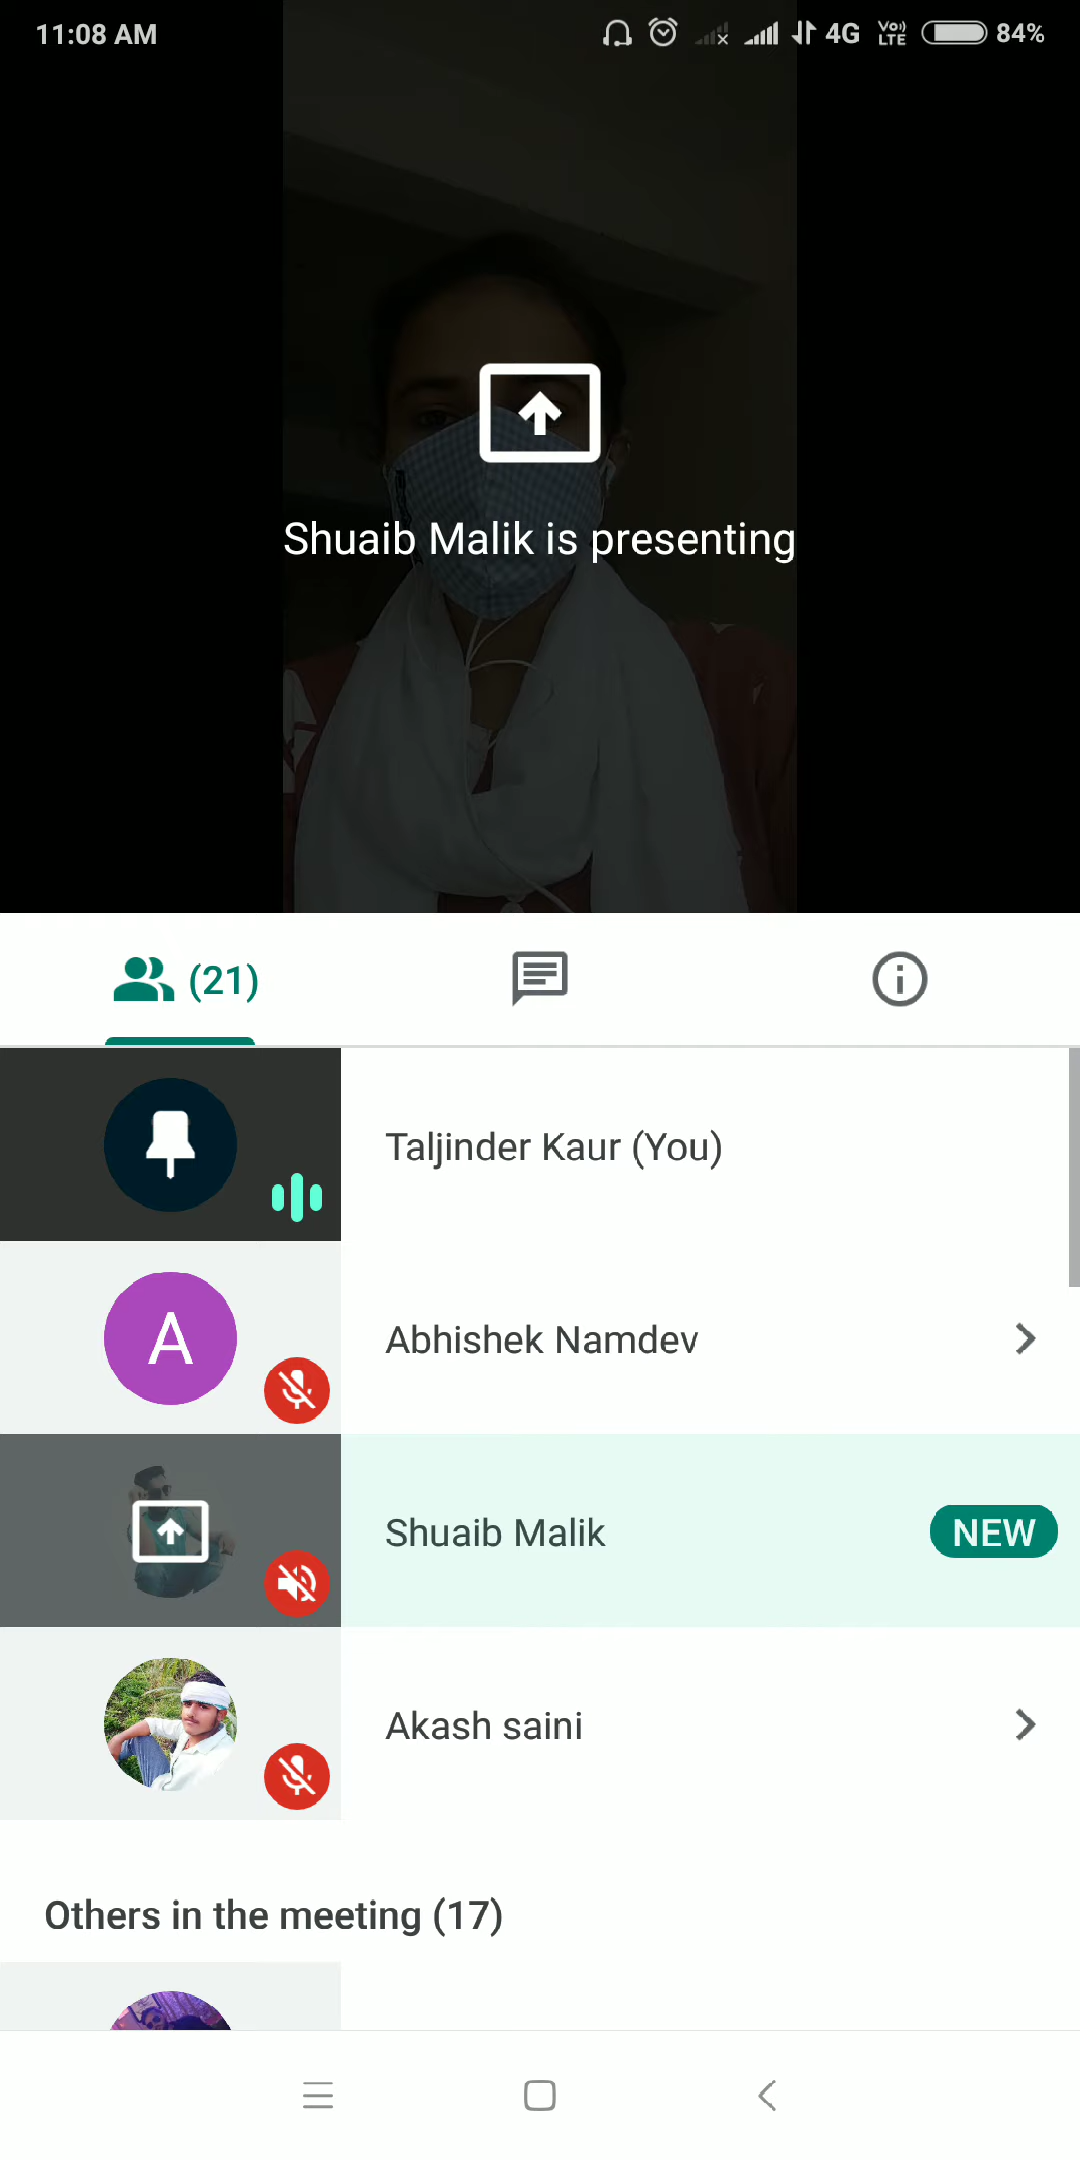 11:08 AM
4G VoLTE 84%
Shuaib Malik is presenting
(21)
Taljinder Kaur (You)
A
Abhishek Namdev
Shuaib Malik
NEW
Akash saini
Others in the meeting (17)